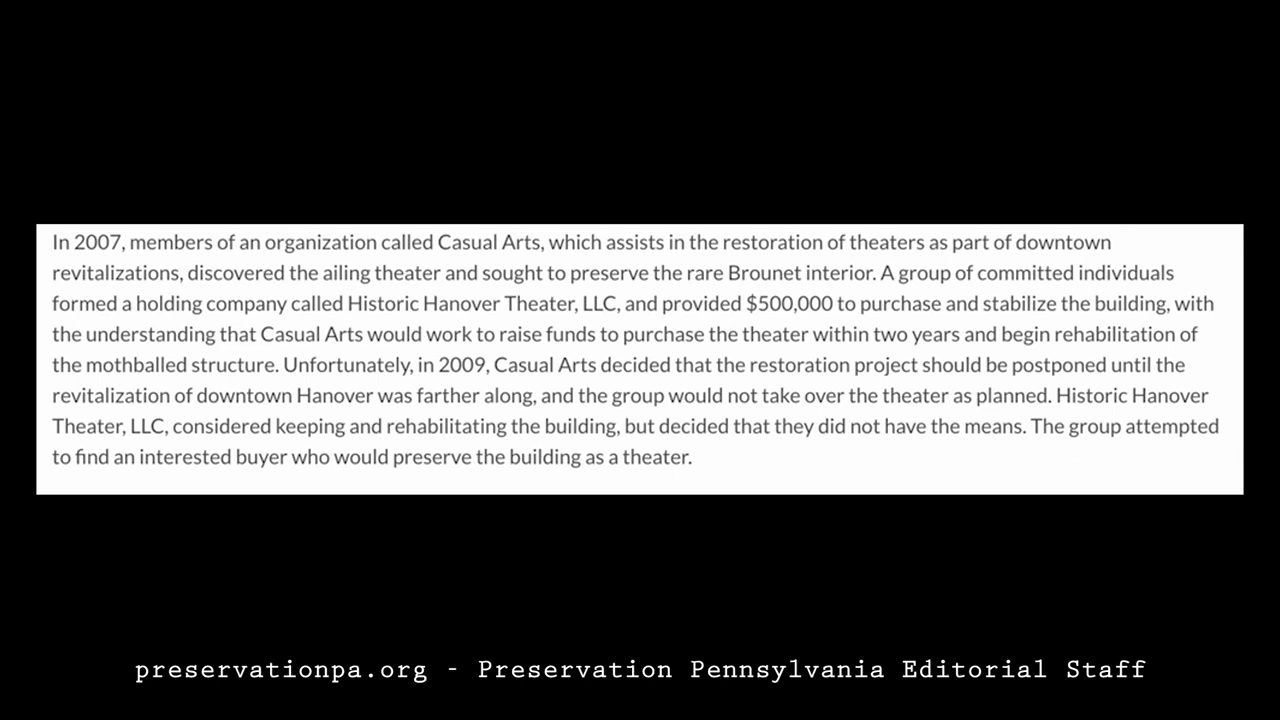 In 2007, members of an organization called Casual Arts, which assists in the restoration of theaters as part of downtown
revitalizations, discovered the ailing theater and sought to preserve the rare Brounet interior. A group of committed individuals
formed a holding company called Historic Hanover Theater, LLC, and provided $500,000 to purchase and stabilize the building, with
the understanding that Casual Arts would work to raise funds to purchase the theater within two years and begin rehabilitation of
the mothballed structure. Unfortunately, in 2009, Casual Arts decided that the restoration project should be postponed until the
revitalization of downtown Hanover was farther along, and the group would not take over the theater as planned. Historic Hanover
Theater, LLC, considered keeping and rehabilitating the building, but decided that they did not have the means. The group attempted
to find an interested buyer who would preserve the building as a theater.
preservationpa.org - Preservation Pennsylvania Editorial Staff